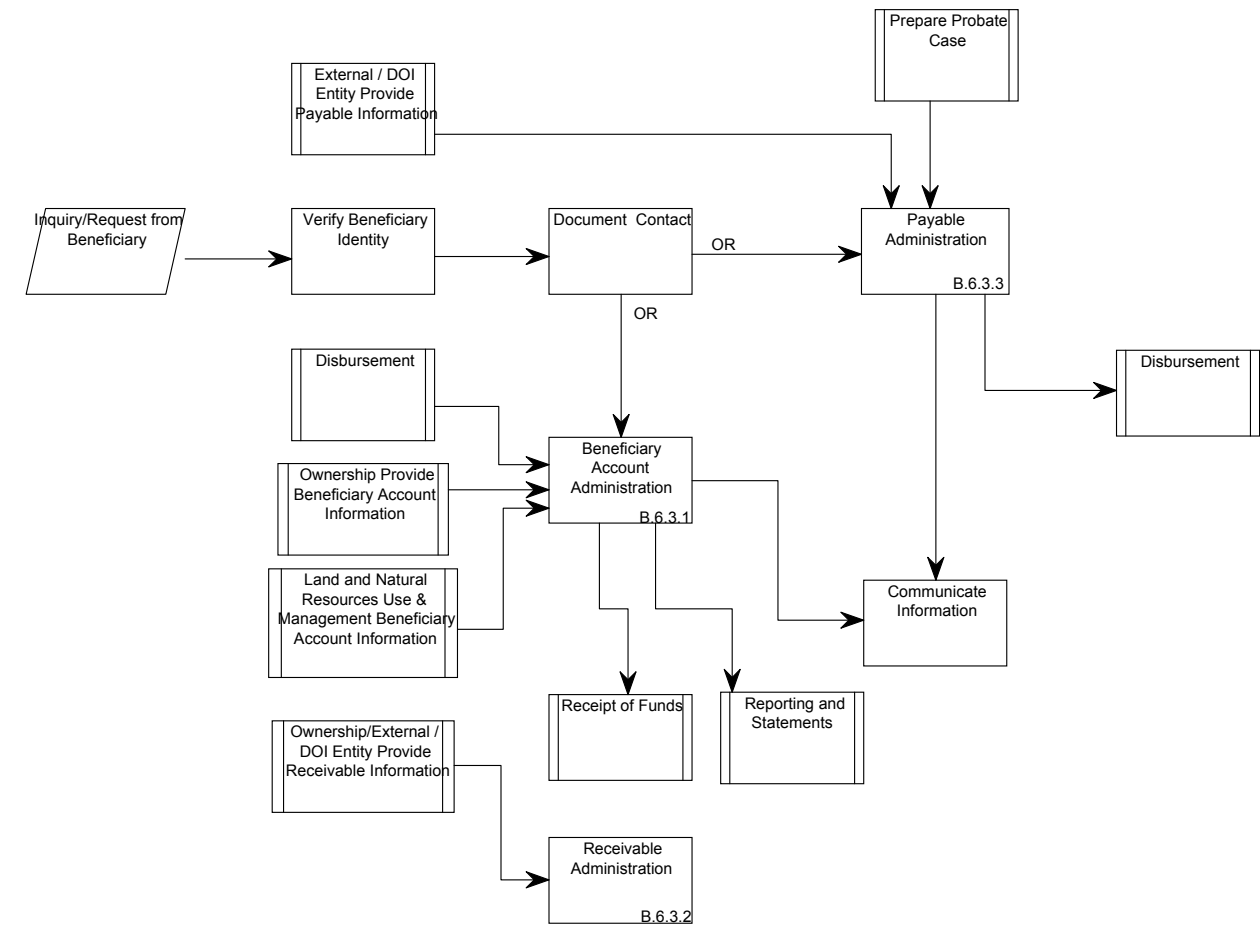 Prepare Probate
Case
External / DOI
Entity Provide
Payable Information
Inquiry/Request from
Beneficiary
Verify Beneficiary
Identity
Document Contact
OR
Payable
Administration
B.6.3.3
OR
Disbursement
Disbursement
Beneficiary
Account
Administration
B.6.3.1
Ownership Provide
Beneficiary Account
Information
Land and Natural
Resources Use &
Management Beneficiary
Account Information
Communicate
Information
Receipt of Funds
Reporting and
Statements
Ownership/External /
DOI Entity Provide
Receivable Information
Receivable
Administration
B.6.3.2